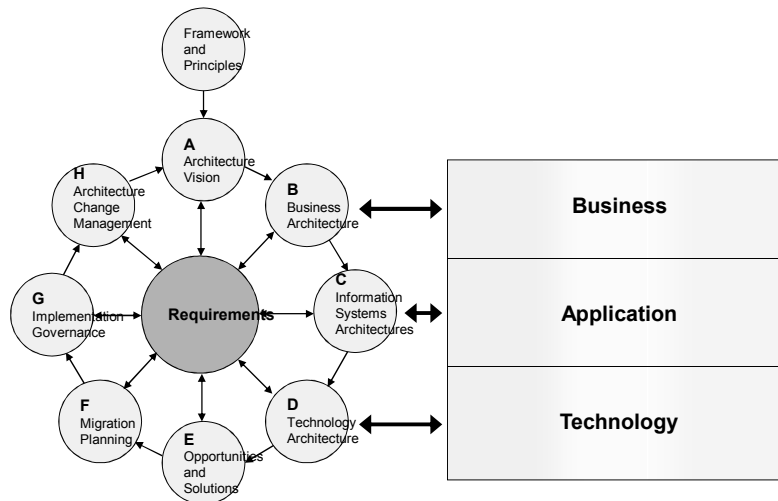 Framework
and
Principles
A
Architecture
Vision
H
Architecture
Change
Management
B
Business
Architecture
Business
C
Information
Systems
Architectures
G
Implementation
Governance
Requirements
Application
F
Migration
Planning
D
Technology
Architecture
Technology
E
Opportunities
and
Solutions